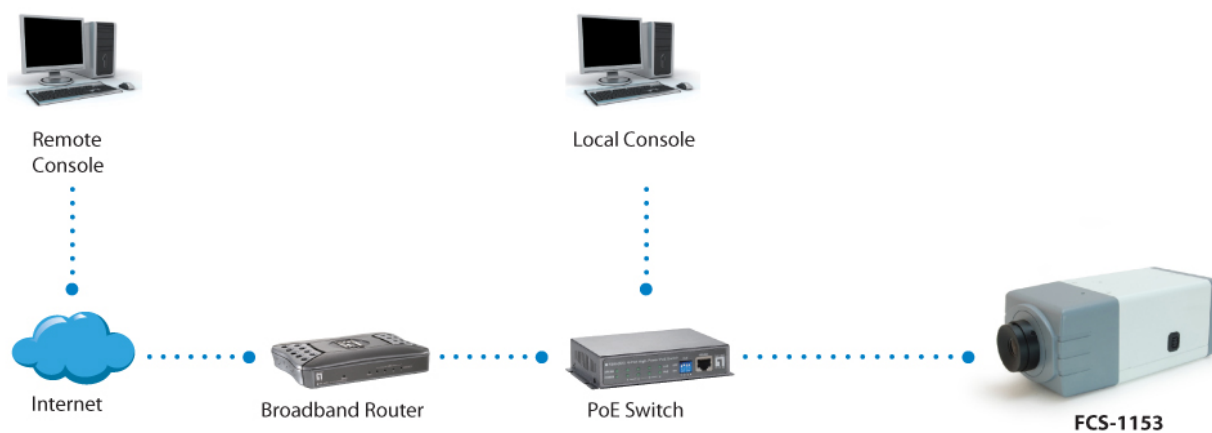 Remote
Console
Local Console
Internet
Broadband Router
PoE Switch
FCS-1153